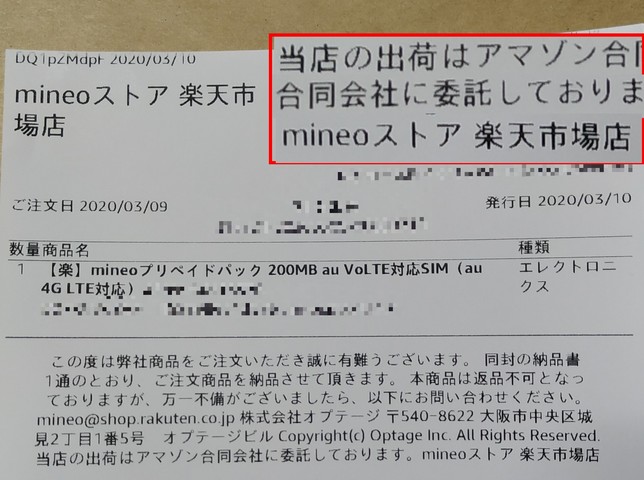 DQ1pZMdpF 2020/03/10
mineoストア 楽天市
場店
当店の出荷はアマゾン合同
合同会社に委託しておりま
mineoストア 楽天市場店
ご注文日 2020/03/09
発行日 2020/03/10
数量商品名 種類
1 【楽】mineoプリペイドパック 200MB au VoLTE対応SIM（au エレクトロニ
4G LTE対応） クス
この度は弊社商品をご注文いただき誠に有難うございます。 同封の納品書
1通のとおり、ご注文商品を納品させて頂きます。 本商品は返品不可となっ
ておりますが、万一不備がございましたら、以下にお問い合わせください。
mineo@shop.rakuten.co.jp 株式会社オプテージ 〒540-8622 大阪市中央区城
見2丁目1番5号 オプテージビル Copyright(c) Optage Inc. All Rights Reserved.
当店の出荷はアマゾン合同会社に委託しております。mineoストア 楽天市場店